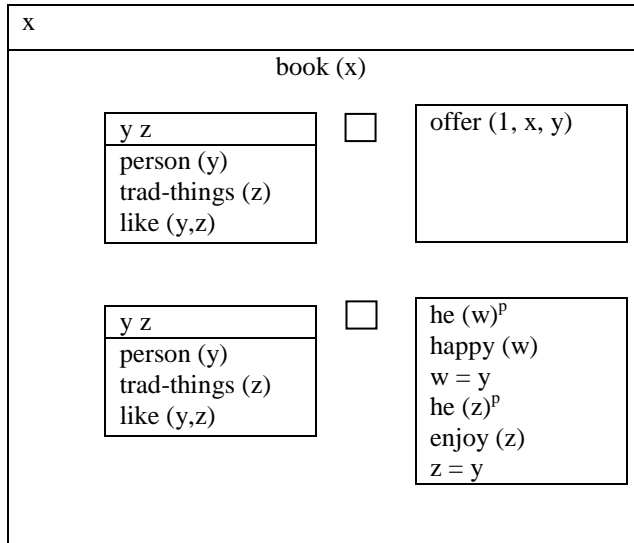 x
book (x)
y z
person (y)
trad-things (z)
like (y,z)
offer (1, x, y)
y z
person (y)
trad-things (z)
like (y,z)
he (w)ᵖ
happy (w)
w = y
he (z)ᵖ
enjoy (z)
z = y